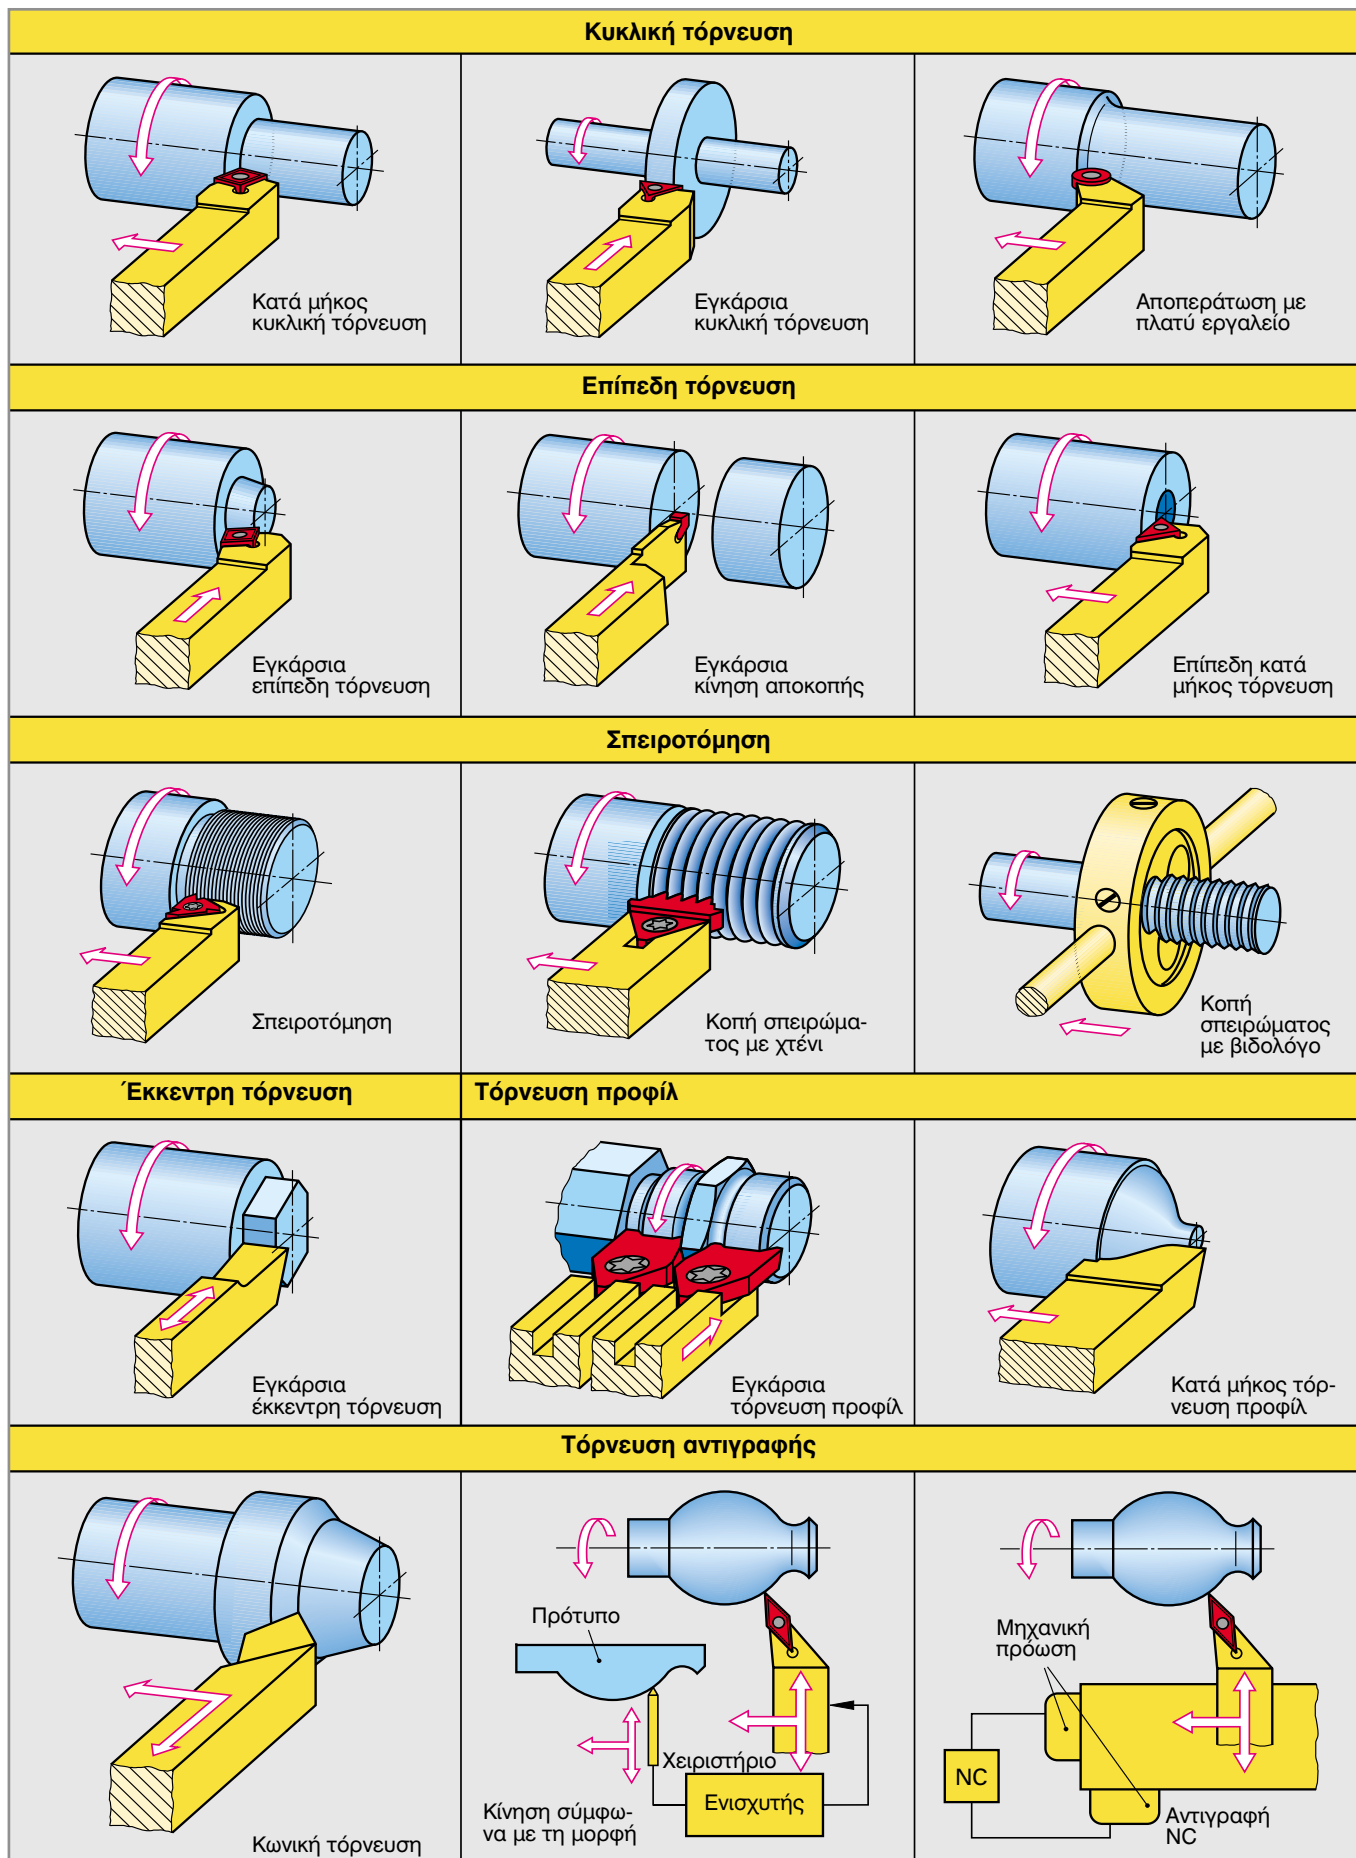 Κυκλική τόρνευση
Κατά μήκος
κυκλική τόρνευση
Εγκάρσια
κυκλική τόρνευση
Αποπεράτωση με
πλατύ εργαλείο
Επίπεδη τόρνευση
Εγκάρσια
επίπεδη τόρνευση
Εγκάρσια
κίνηση αποκοπής
Επίπεδη κατά
μήκος τόρνευση
Σπειροτόμηση
Σπειροτόμηση
Κοπή σπειρώμα-
τος με χτένι
Κοπή
σπειρώματος
με βιδολόγο
Έκκεντρη τόρνευση
Τόρνευση προφίλ
Εγκάρσια
έκκεντρη τόρνευση
Εγκάρσια
τόρνευση προφίλ
Κατά μήκος τόρ-
νευση προφίλ
Τόρνευση αντιγραφής
Κωνική τόρνευση
Πρότυπο
Χειριστήριο
Ενισχυτής
Κίνηση σύμφω-
να με τη μορφή
Μηχανική
πρόωση
NC
Αντιγραφή
NC